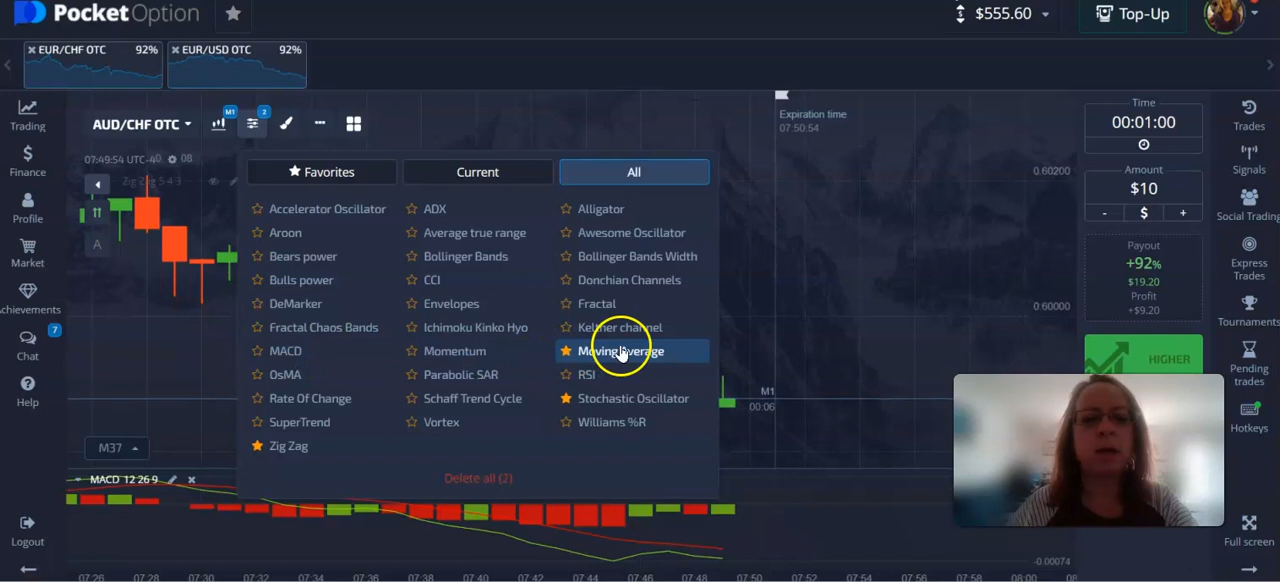 PocketOption
$555.60
Top-Up
EUR/CHF OTC 92%
EUR/USD OTC 92%
Trading
Finance
Profile
Market
Achievements
Chat
7
Help
Logout
AUD/CHF OTC
M1
2
07:49:54 UTC-4
08
Zig Zag 5 4 3
A
Favorites Current All
Accelerator Oscillator ADX Alligator
Aroon Average true range Awesome Oscillator
Bears power Bollinger Bands Bollinger Bands Width
Bulls power CCI Donchian Channels
DeMarker Envelopes Fractal
Fractal Chaos Bands Ichimoku Kinko Hyo Keltner channel
MACD Momentum Moving Average
OsMA Parabolic SAR RSI
Rate Of Change Schaff Trend Cycle Stochastic Oscillator
SuperTrend Vortex Williams %R
Zig Zag
Delete all (2)
Expiration time
07:50:54
0.60200
0.60000
M1
00:06
M37
MACD 12 26 9
-0.00074
07:26 07:28 07:30 07:32 07:34 07:36 07:38 07:40 07:42 07:44 07:46 07:48 07:50 07:52 07:54 07:56 07:58 08:00 08
Time
00:01:00
Amount
$10
- $ +
Payout
+92%
$19.20
Profit
+$9.20
HIGHER
Trades
Signals
Social Trading
Express
Trades
Tournaments
Pending
trades
Hotkeys
Full screen